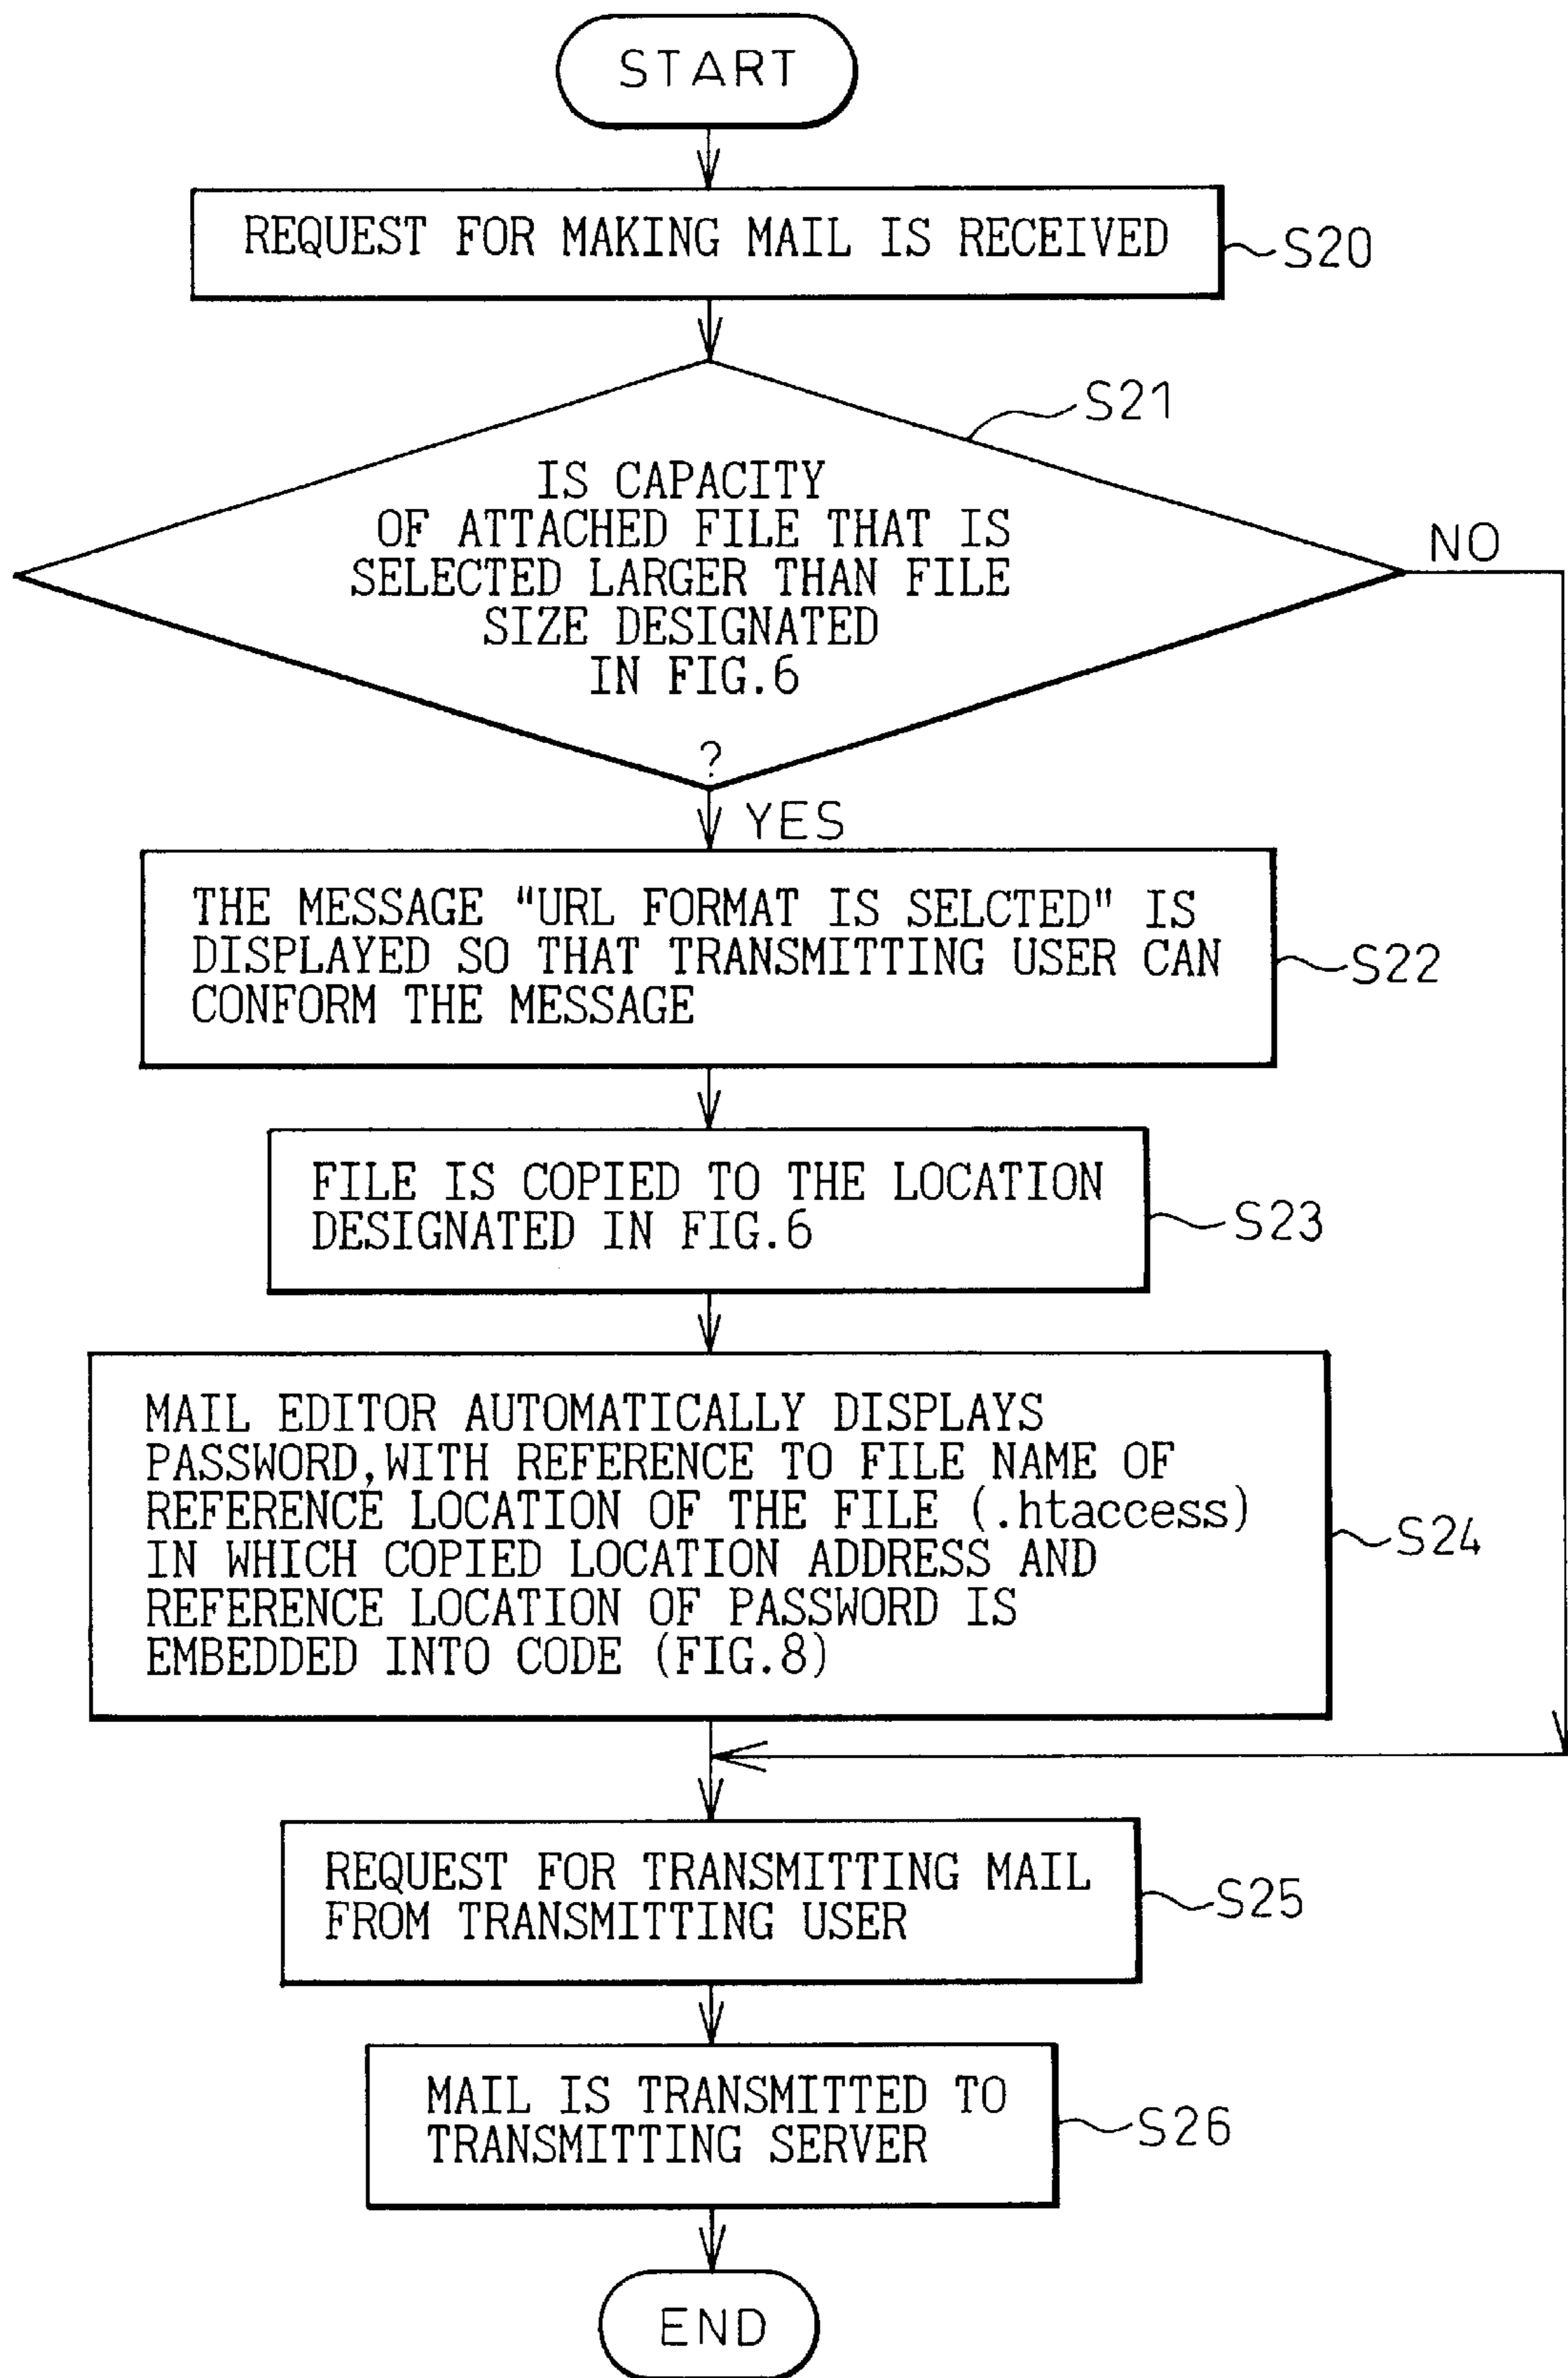 START
REQUEST FOR MAKING MAIL IS RECEIVED
S20
S21
IS CAPACITY
OF ATTACHED FILE THAT IS
SELECTED LARGER THAN FILE
SIZE DESIGNATED
IN FIG.6
?
NO
YES
THE MESSAGE "URL FORMAT IS SELCTED" IS
DISPLAYED SO THAT TRANSMITTING USER CAN
CONFORM THE MESSAGE
S22
FILE IS COPIED TO THE LOCATION
DESIGNATED IN FIG.6
S23
MAIL EDITOR AUTOMATICALLY DISPLAYS
PASSWORD,WITH REFERENCE TO FILE NAME OF
REFERENCE LOCATION OF THE FILE (.htaccess)
IN WHICH COPIED LOCATION ADDRESS AND
REFERENCE LOCATION OF PASSWORD IS
EMBEDDED INTO CODE (FIG.8)
S24
REQUEST FOR TRANSMITTING MAIL
FROM TRANSMITTING USER
S25
MAIL IS TRANSMITTED TO
TRANSMITTING SERVER
S26
END